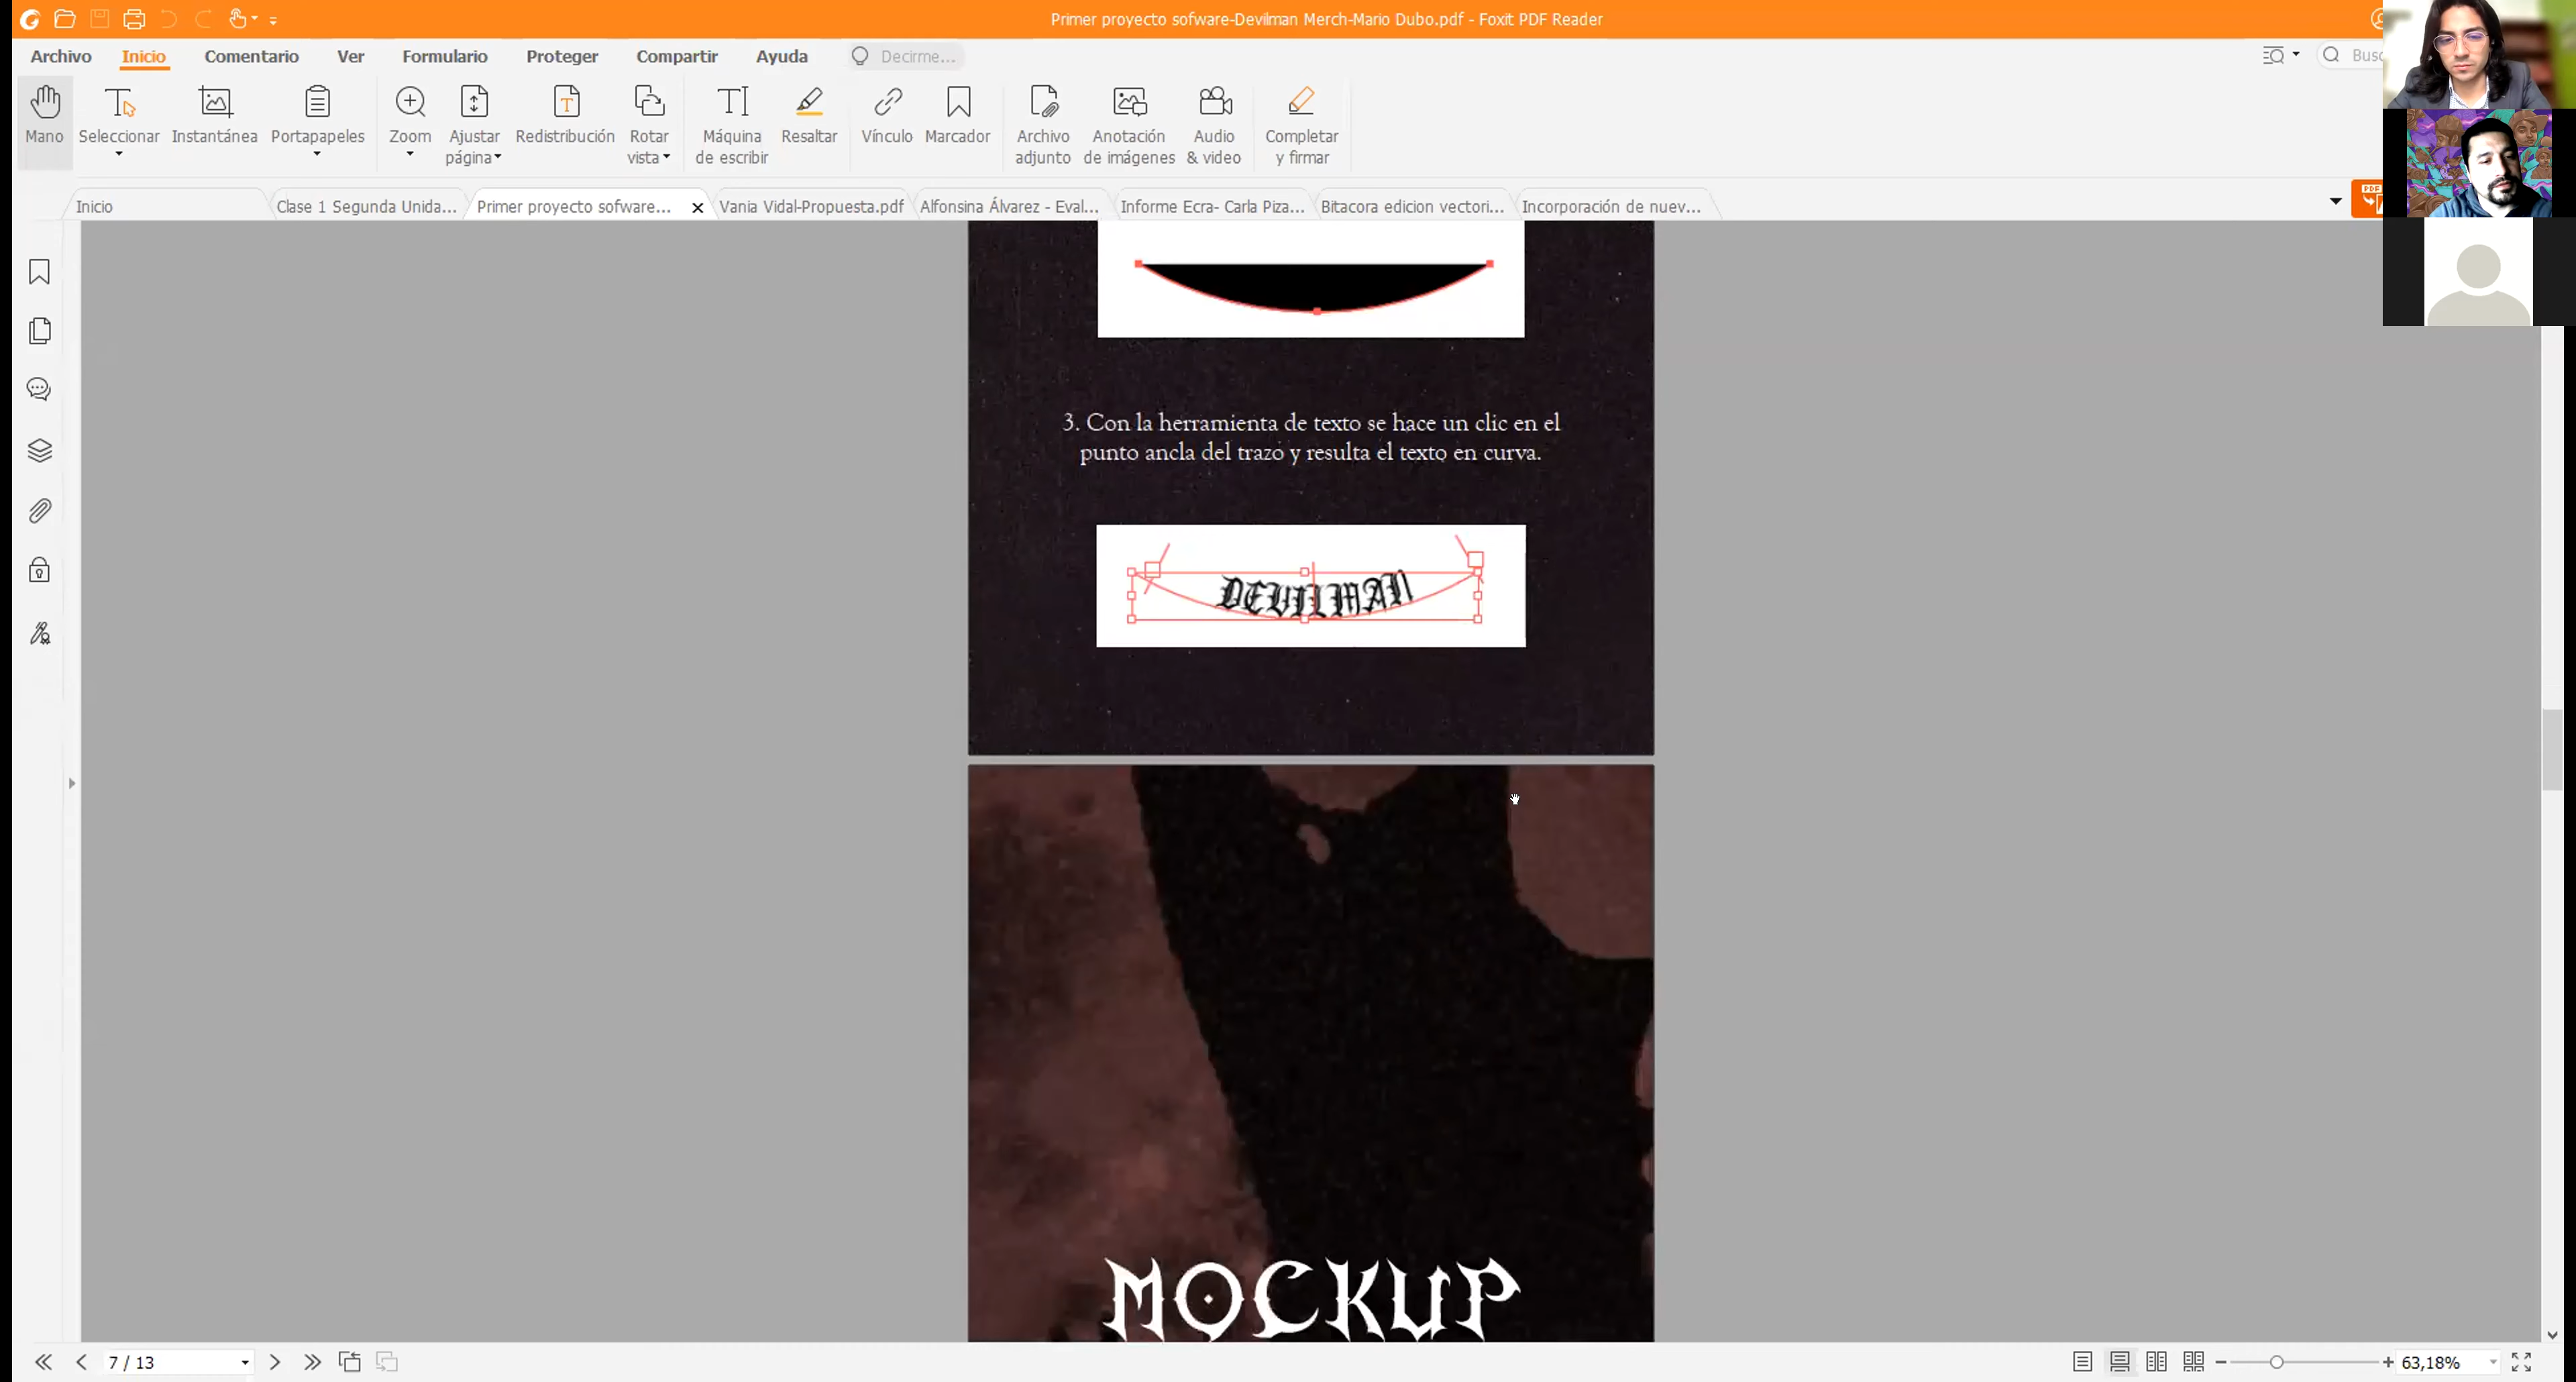 Primer proyecto sofware-Devilman Merch-Mario Dubo.pdf - Foxit PDF Reader
Archivo Inicio Comentario Ver Formulario Proteger Compartir Ayuda Decirme... Busc
Mano Seleccionar Instantánea Portapapeles Zoom Ajustar página Redistribución Rotar vista Máquina de escribir Resaltar Vínculo Marcador Archivo adjunto Anotación de imágenes Audio & video Completar y firmar
Inicio Clase 1 Segunda Unida... Primer proyecto sofware... Vania Vidal-Propuesta.pdf Alfonsina Álvarez - Eval... Informe Ecra- Carla Piza... Bitacora edicion vectori... Incorporación de nuev... PDF
3. Con la herramienta de texto se hace un clic en el
punto ancla del trazo y resulta el texto en curva.
DEVILMAN
MOCKUP
7 / 13 63,18%